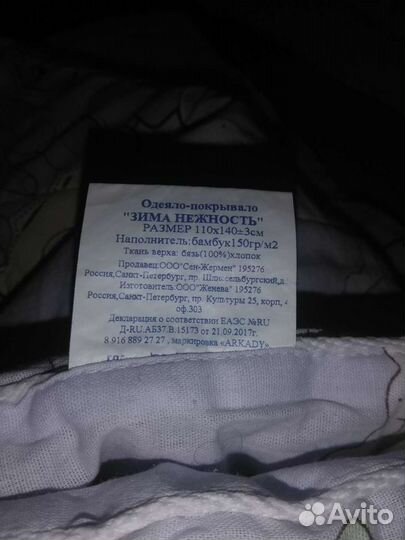 Одеяло-покрывало
"ЗИМА НЕЖНОСТЬ"
РАЗМЕР 110х140±3см
Наполнитель:бамбук150гр/м2
Ткань верха: бязь(100%)хлопок
Продавец:ООО"Сен-Жермен" 195276
Россия,Санкт-Петербург, пр. Шлиссельбургский,д
Изготовитель:ООО"Женева" 195276
Россия, Санкт-Петербург, пр. Культуры 25, корп, 4
оф.303
Декларация о соответствии ЕАЭС №RU
Д-RU.АБ37.В.15173 от 21.09.2017г.
8 916 889 27 27 , маркировка «ARKADY»
Avito